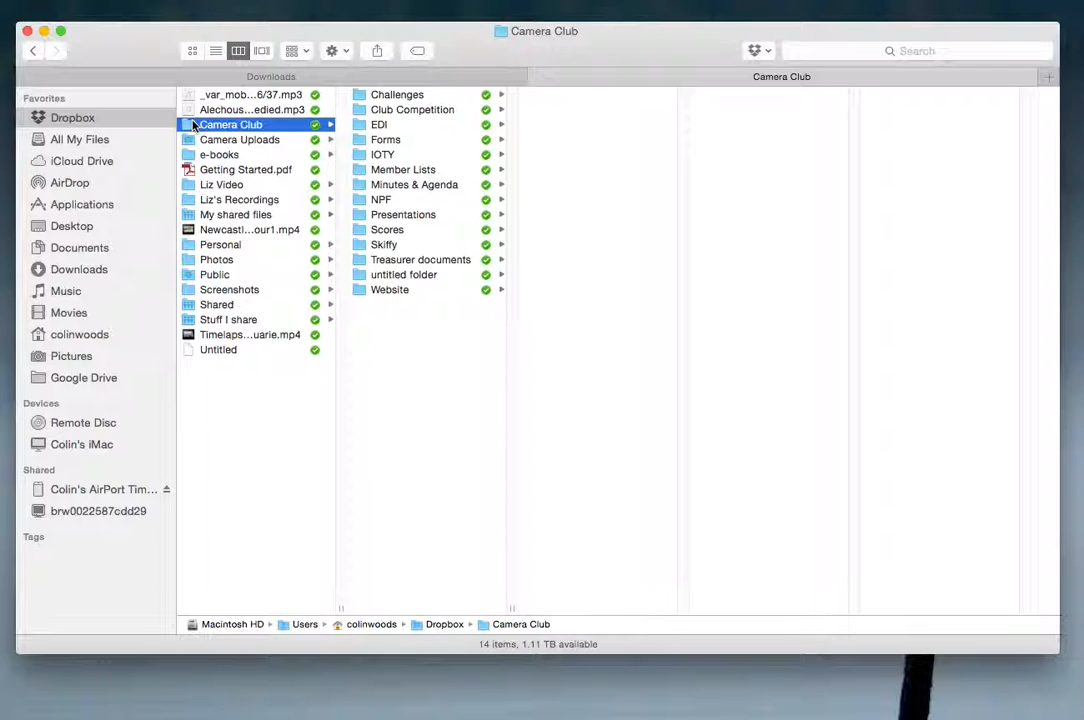 Camera Club
Search
Downloads
Camera Club
Favorites
Dropbox
All My Files
iCloud Drive
AirDrop
Applications
Desktop
Documents
Downloads
Music
Movies
colinwoods
Pictures
Google Drive
Devices
Remote Disc
Colin's iMac
Shared
Colin's AirPort Tim...
brw0022587cdd29
Tags
_var_mob...6/37.mp3
Alechous...edied.mp3
Camera Club
Camera Uploads
e-books
Getting Started.pdf
Liz Video
Liz's Recordings
My shared files
Newcastl...our1.mp4
Personal
Photos
Public
Screenshots
Shared
Stuff I share
Timelaps...uarie.mp4
Untitled
Challenges
Club Competition
EDI
Forms
IOTY
Member Lists
Minutes & Agenda
NPF
Presentations
Scores
Skiffy
Treasurer documents
untitled folder
Website
Macintosh HD
Users
colinwoods
Dropbox
Camera Club
14 items, 1.11 TB available